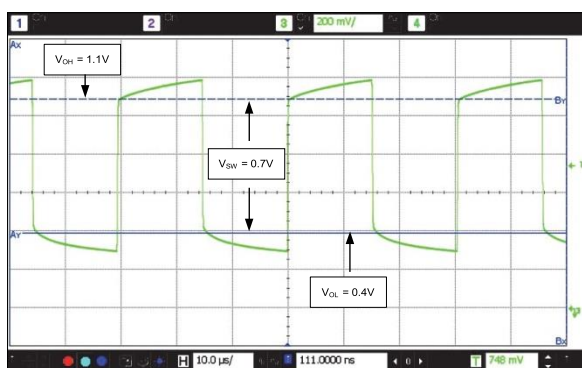 1 2 3 200 mV/ 4
Ax
VOH = 1.1V
BY
VSW = 0.7V
AY
VOL = 0.4V
Bx
H 10.0 µs/ 111.0000 ns 0 T 748 mV